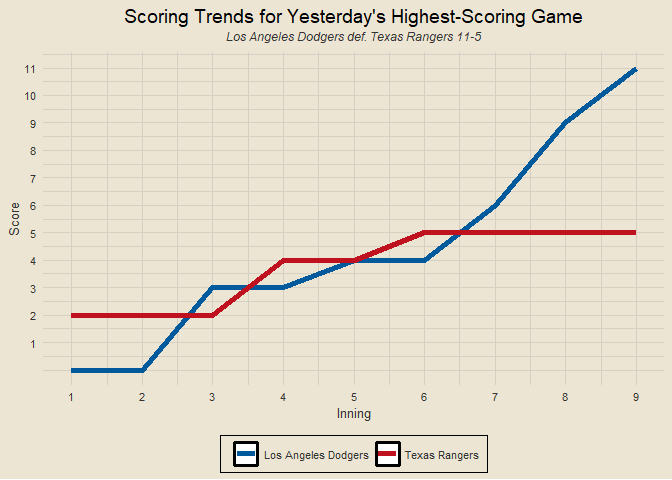 Scoring Trends for Yesterday's Highest-Scoring Game
Los Angeles Dodgers def. Texas Rangers 11-5
11
10
9
8
7
6
5
4
3
2
1
Score
1 2 3 4 5 6 7 8 9
Inning
Los Angeles Dodgers Texas Rangers